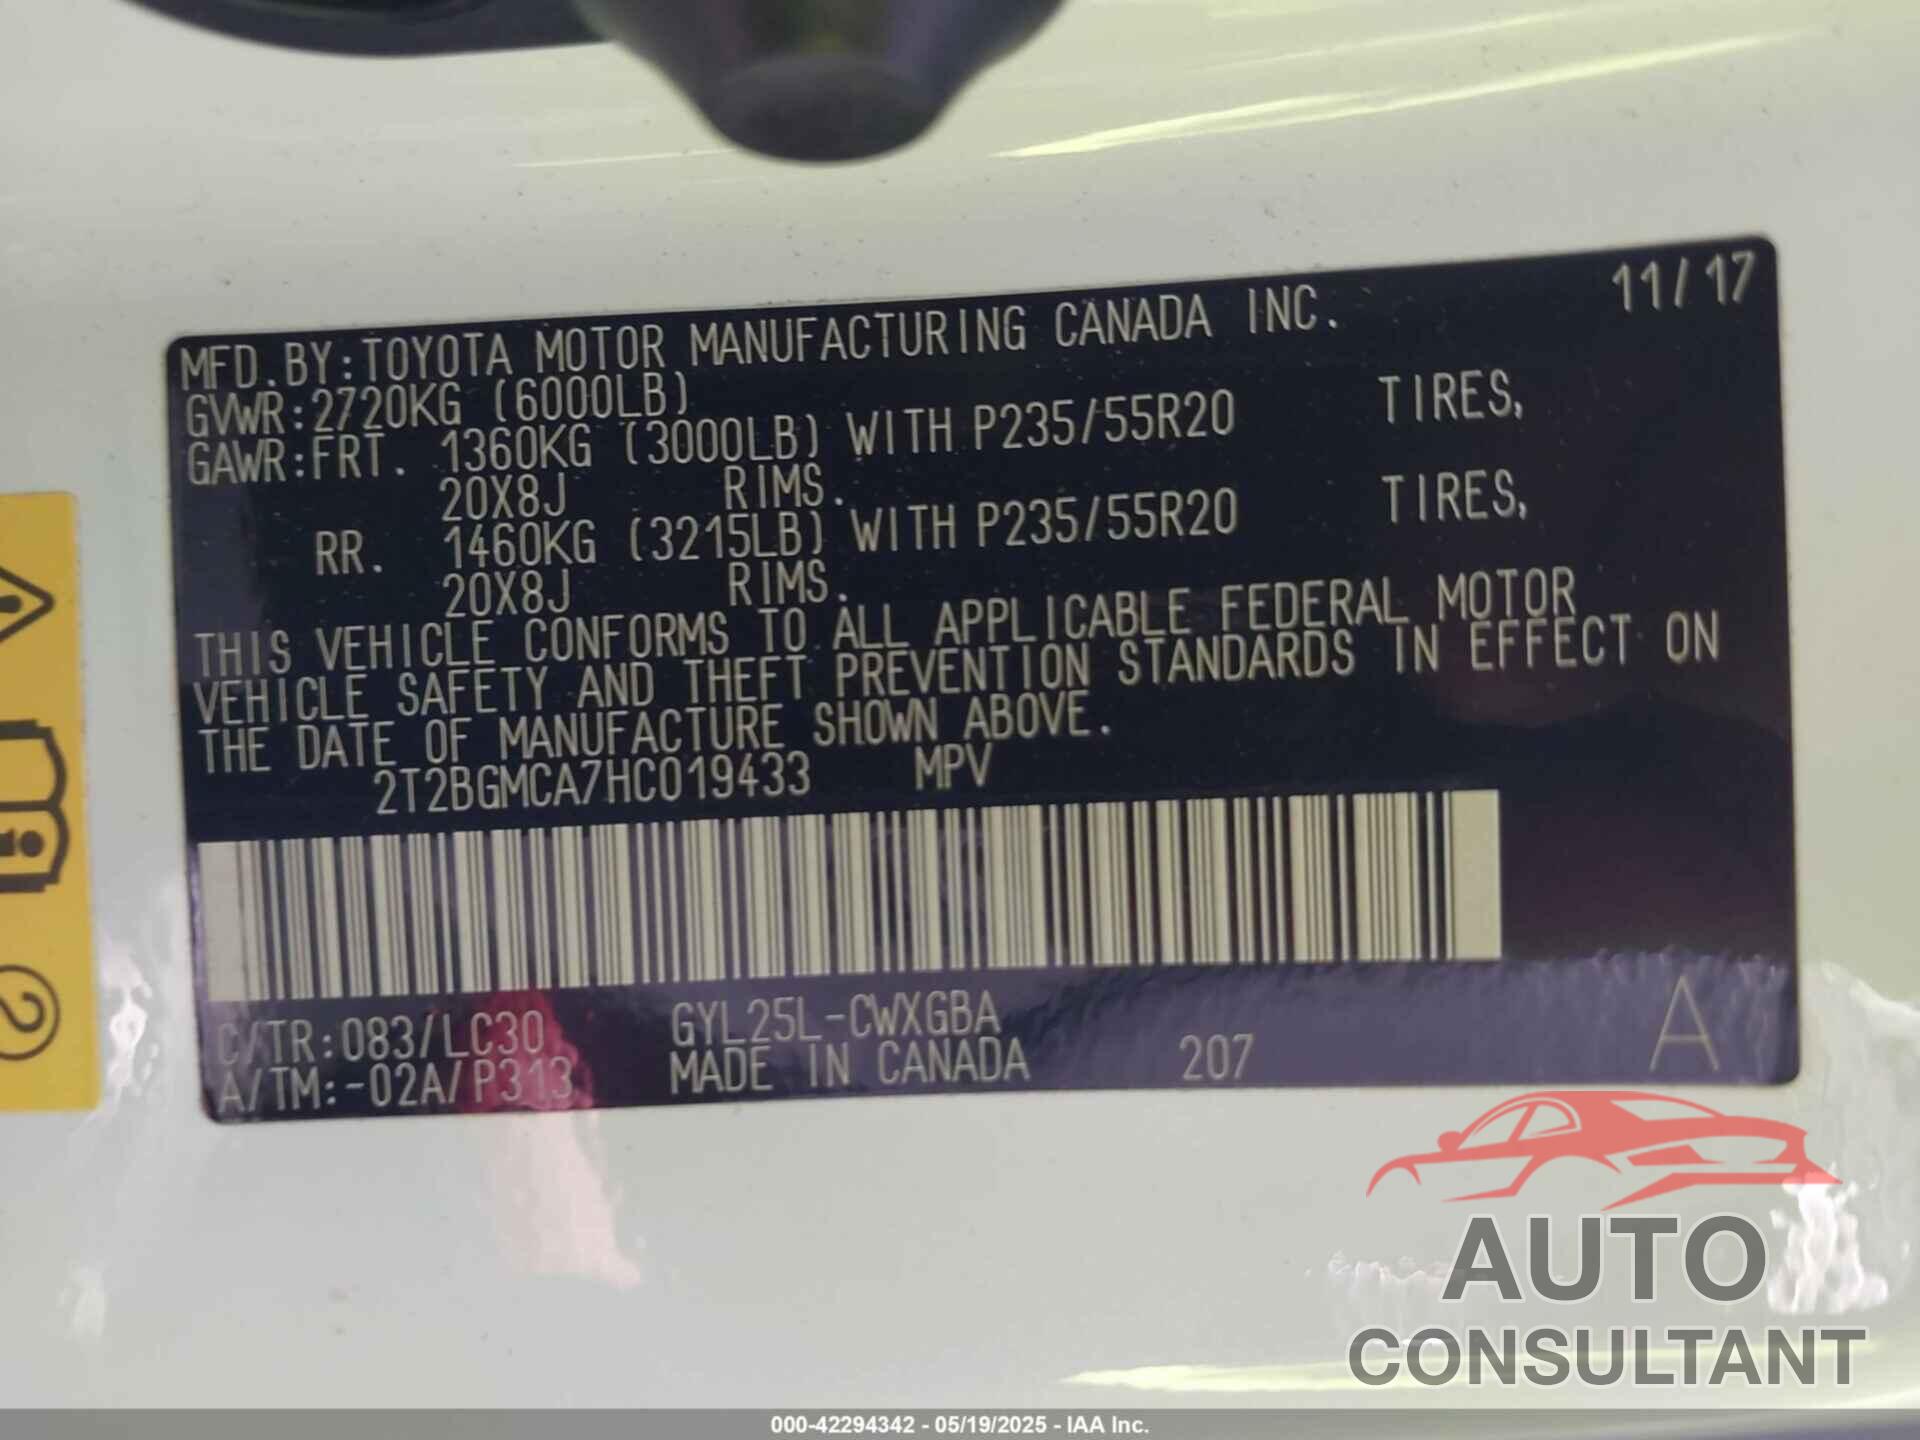 11/17
MFD.BY:TOYOTA MOTOR MANUFACTURING CANADA INC.
GVWR:2720KG (6000LB)
GAWR:FRT. 1360KG (3000LB) WITH P235/55R20 TIRES,
20X8J RIMS.
RR. 1460KG (3215LB) WITH P235/55R20 TIRES,
20X8J RIMS.
THIS VEHICLE CONFORMS TO ALL APPLICABLE FEDERAL MOTOR
VEHICLE SAFETY AND THEFT PREVENTION STANDARDS IN EFFECT ON
THE DATE OF MANUFACTURE SHOWN ABOVE.
2T2BGMCA7HC019433 MPV
C/TR:083/LC30 GYL25L-CWXGBA
A/TM:-02A/P313 MADE IN CANADA 207 A
2
AUTO
CONSULTANT
000-42294342 - 05/19/2025 - IAA Inc.